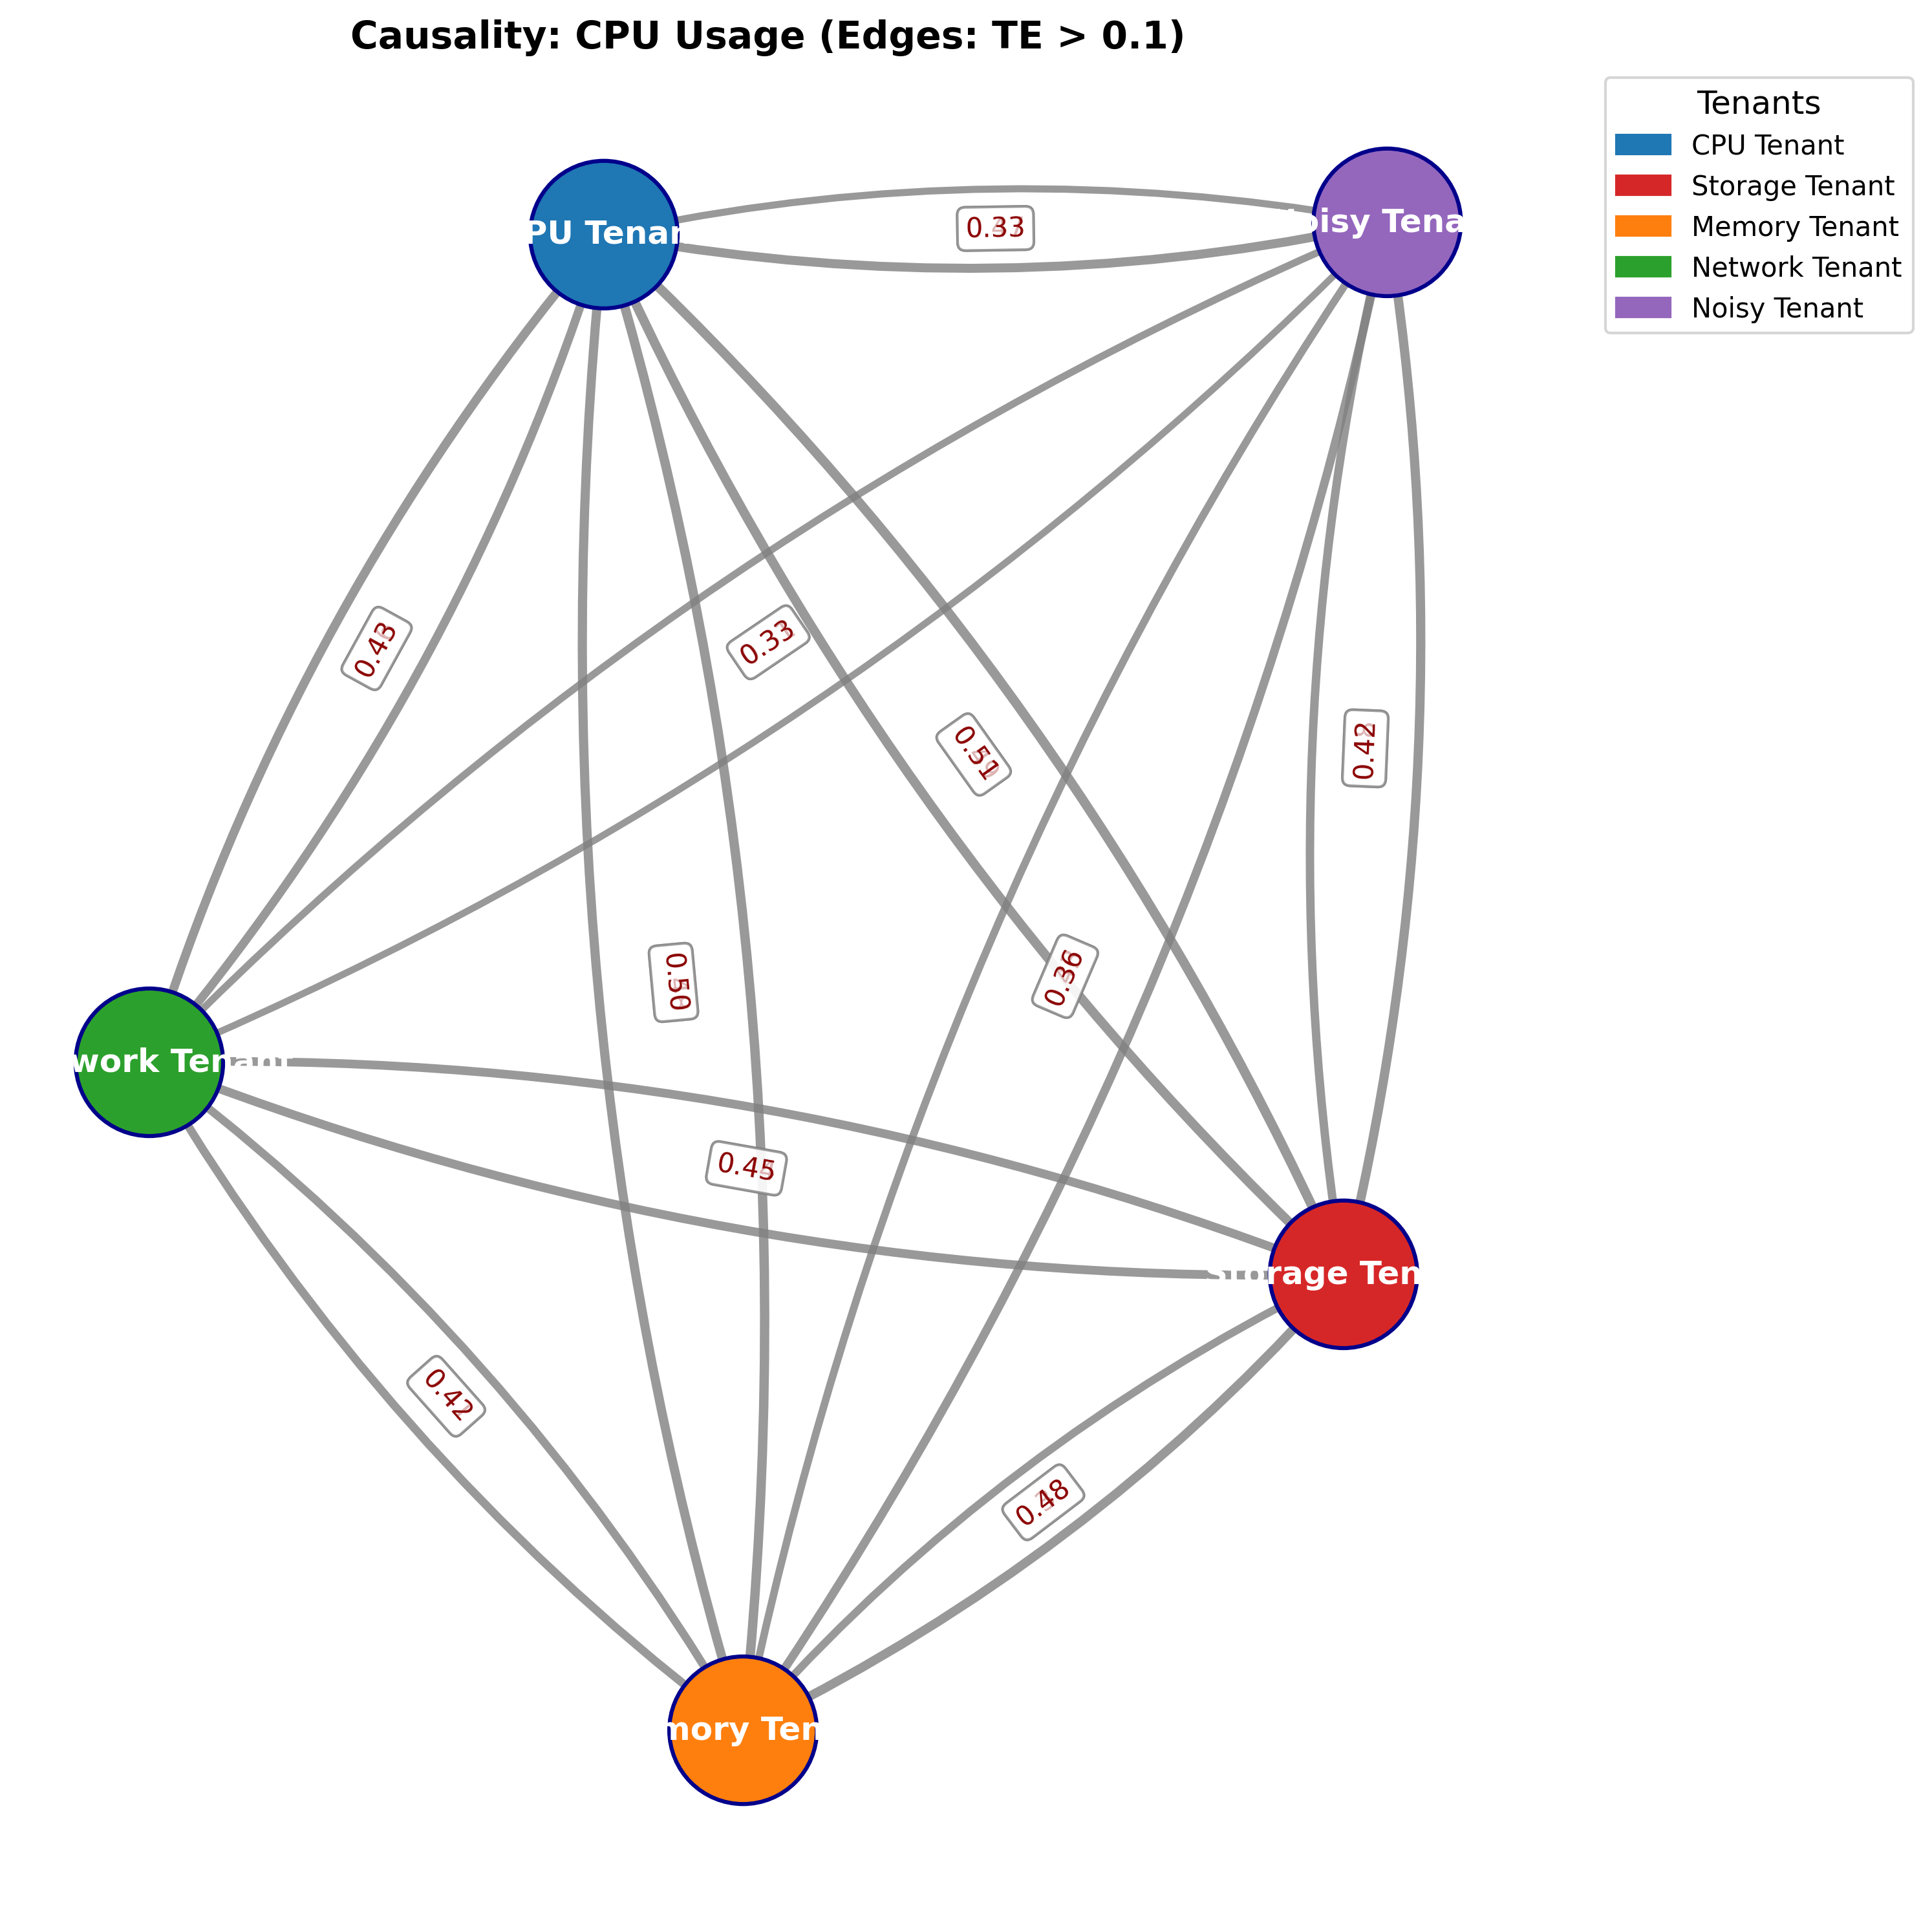 Causality: CPU Usage (Edges: TE > 0.1)
Tenants
CPU Tenant
Storage Tenant
Memory Tenant
Network Tenant
Noisy Tenant
PU Tenan
oisy Tena
0.33
0.43
0.33
0.51
0.42
0.50
0.36
work Tenant
0.45
orage Ten
0.42
0.48
mory Ten